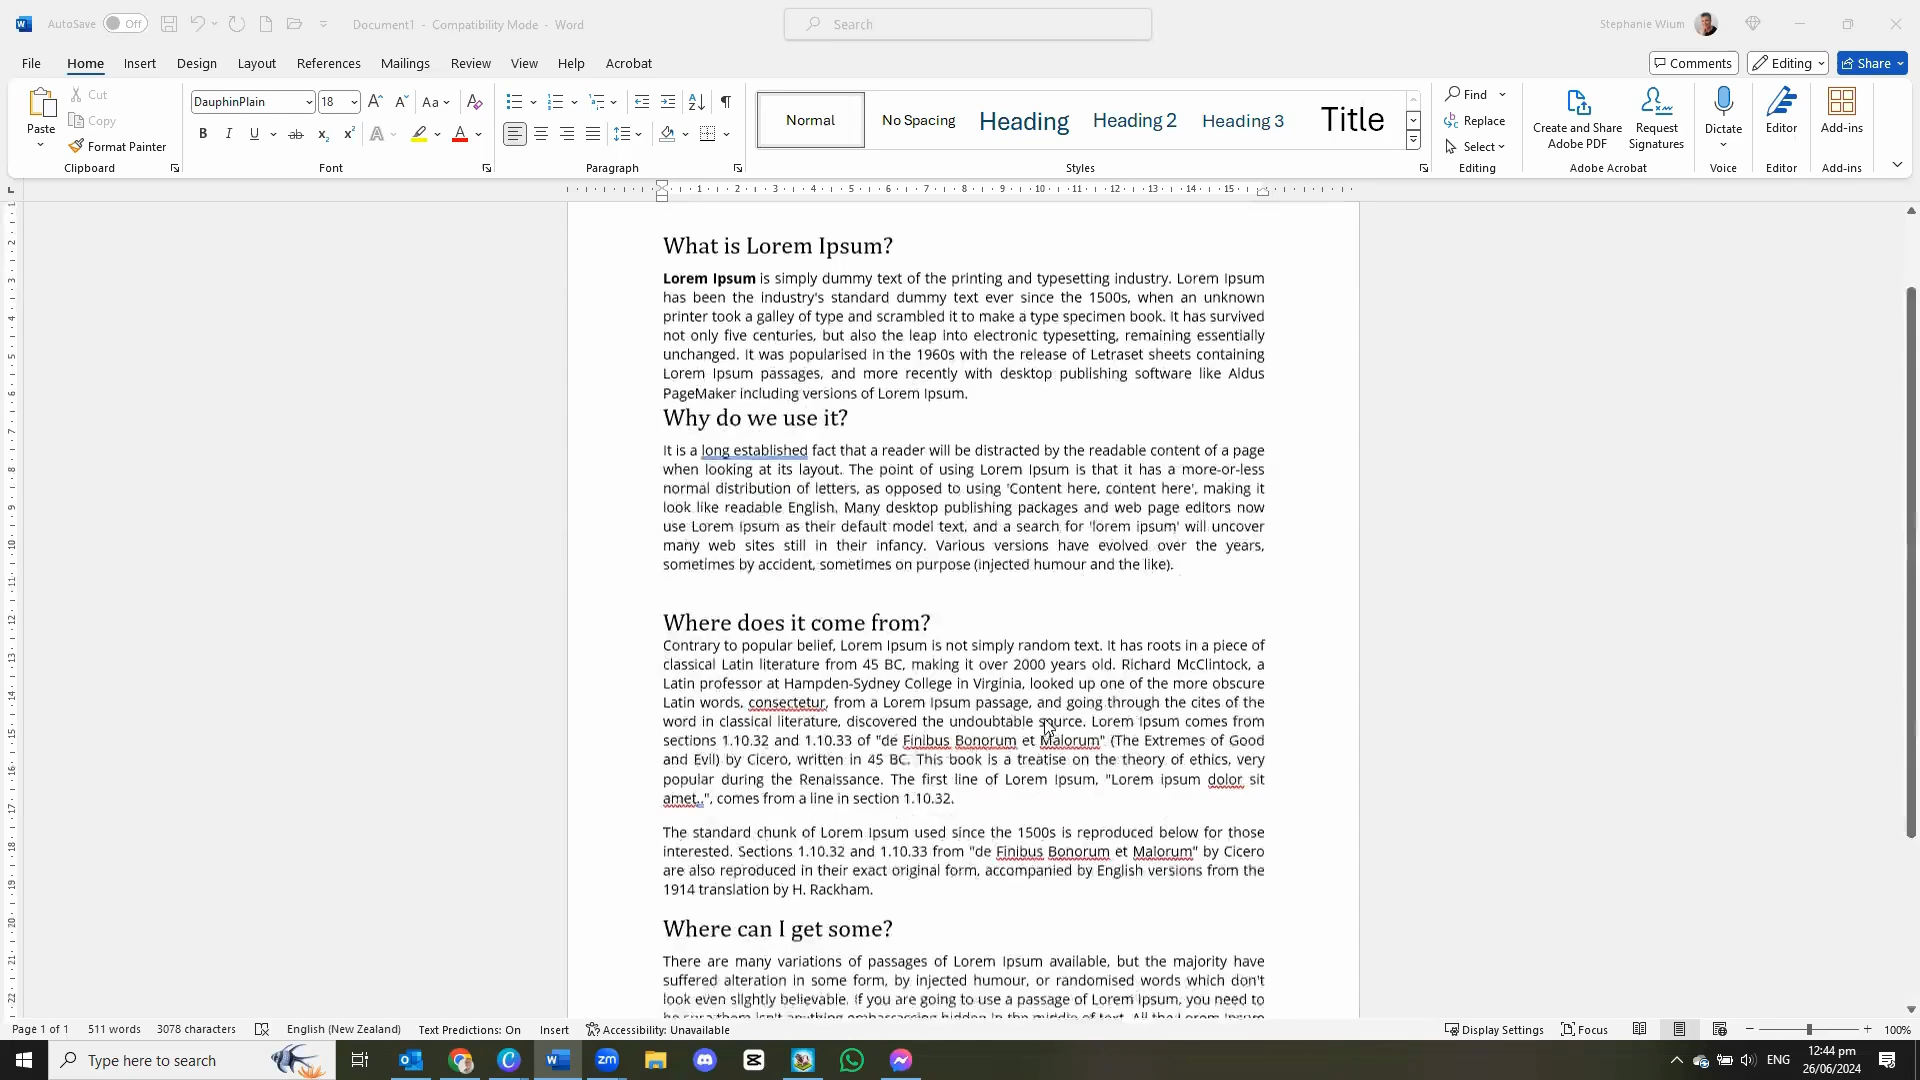 AutoSave Off Document1 - Compatibility Mode - Word Search Stephanie Wium
File Home Insert Design Layout References Mailings Review View Help Acrobat Comments Editing Share
Paste Cut Copy Format Painter
Clipboard
DauphinPlain 18 Aa
Font
Paragraph
Normal No Spacing Heading Heading 2 Heading 3 Title
Styles
Find Replace Select
Editing
Create and Share Adobe PDF Request Signatures
Adobe Acrobat
Dictate
Voice
Editor
Editor
Add-ins
Add-ins
1 2 3 4 5 6 7 8 9 10 11 12 13 14 15
What is Lorem Ipsum?
Lorem Ipsum is simply dummy text of the printing and typesetting industry. Lorem Ipsum
has been the industry's standard dummy text ever since the 1500s, when an unknown
printer took a galley of type and scrambled it to make a type specimen book. It has survived
not only five centuries, but also the leap into electronic typesetting, remaining essentially
unchanged. It was popularised in the 1960s with the release of Letraset sheets containing
Lorem Ipsum passages, and more recently with desktop publishing software like Aldus
PageMaker including versions of Lorem Ipsum.
Why do we use it?
It is a long established fact that a reader will be distracted by the readable content of a page
when looking at its layout. The point of using Lorem Ipsum is that it has a more-or-less
normal distribution of letters, as opposed to using 'Content here, content here', making it
look like readable English. Many desktop publishing packages and web page editors now
use Lorem Ipsum as their default model text, and a search for 'lorem ipsum' will uncover
many web sites still in their infancy. Various versions have evolved over the years,
sometimes by accident, sometimes on purpose (injected humour and the like).
Where does it come from?
Contrary to popular belief, Lorem Ipsum is not simply random text. It has roots in a piece of
classical Latin literature from 45 BC, making it over 2000 years old. Richard McClintock, a
Latin professor at Hampden-Sydney College in Virginia, looked up one of the more obscure
Latin words, consectetur, from a Lorem Ipsum passage, and going through the cites of the
word in classical literature, discovered the undoubtable source. Lorem Ipsum comes from
sections 1.10.32 and 1.10.33 of "de Finibus Bonorum et Malorum" (The Extremes of Good
and Evil) by Cicero, written in 45 BC. This book is a treatise on the theory of ethics, very
popular during the Renaissance. The first line of Lorem Ipsum, "Lorem ipsum dolor sit
amet..", comes from a line in section 1.10.32.
The standard chunk of Lorem Ipsum used since the 1500s is reproduced below for those
interested. Sections 1.10.32 and 1.10.33 from "de Finibus Bonorum et Malorum" by Cicero
are also reproduced in their exact original form, accompanied by English versions from the
1914 translation by H. Rackham.
Where can I get some?
There are many variations of passages of Lorem Ipsum available, but the majority have
suffered alteration in some form, by injected humour, or randomised words which don't
look even slightly believable. If you are going to use a passage of Lorem Ipsum, you need to
Page 1 of 1 511 words 3078 characters English (New Zealand) Text Predictions: On Insert Accessibility: Unavailable Display Settings Focus 100%
Type here to search ENG 12:44 pm
26/06/2024